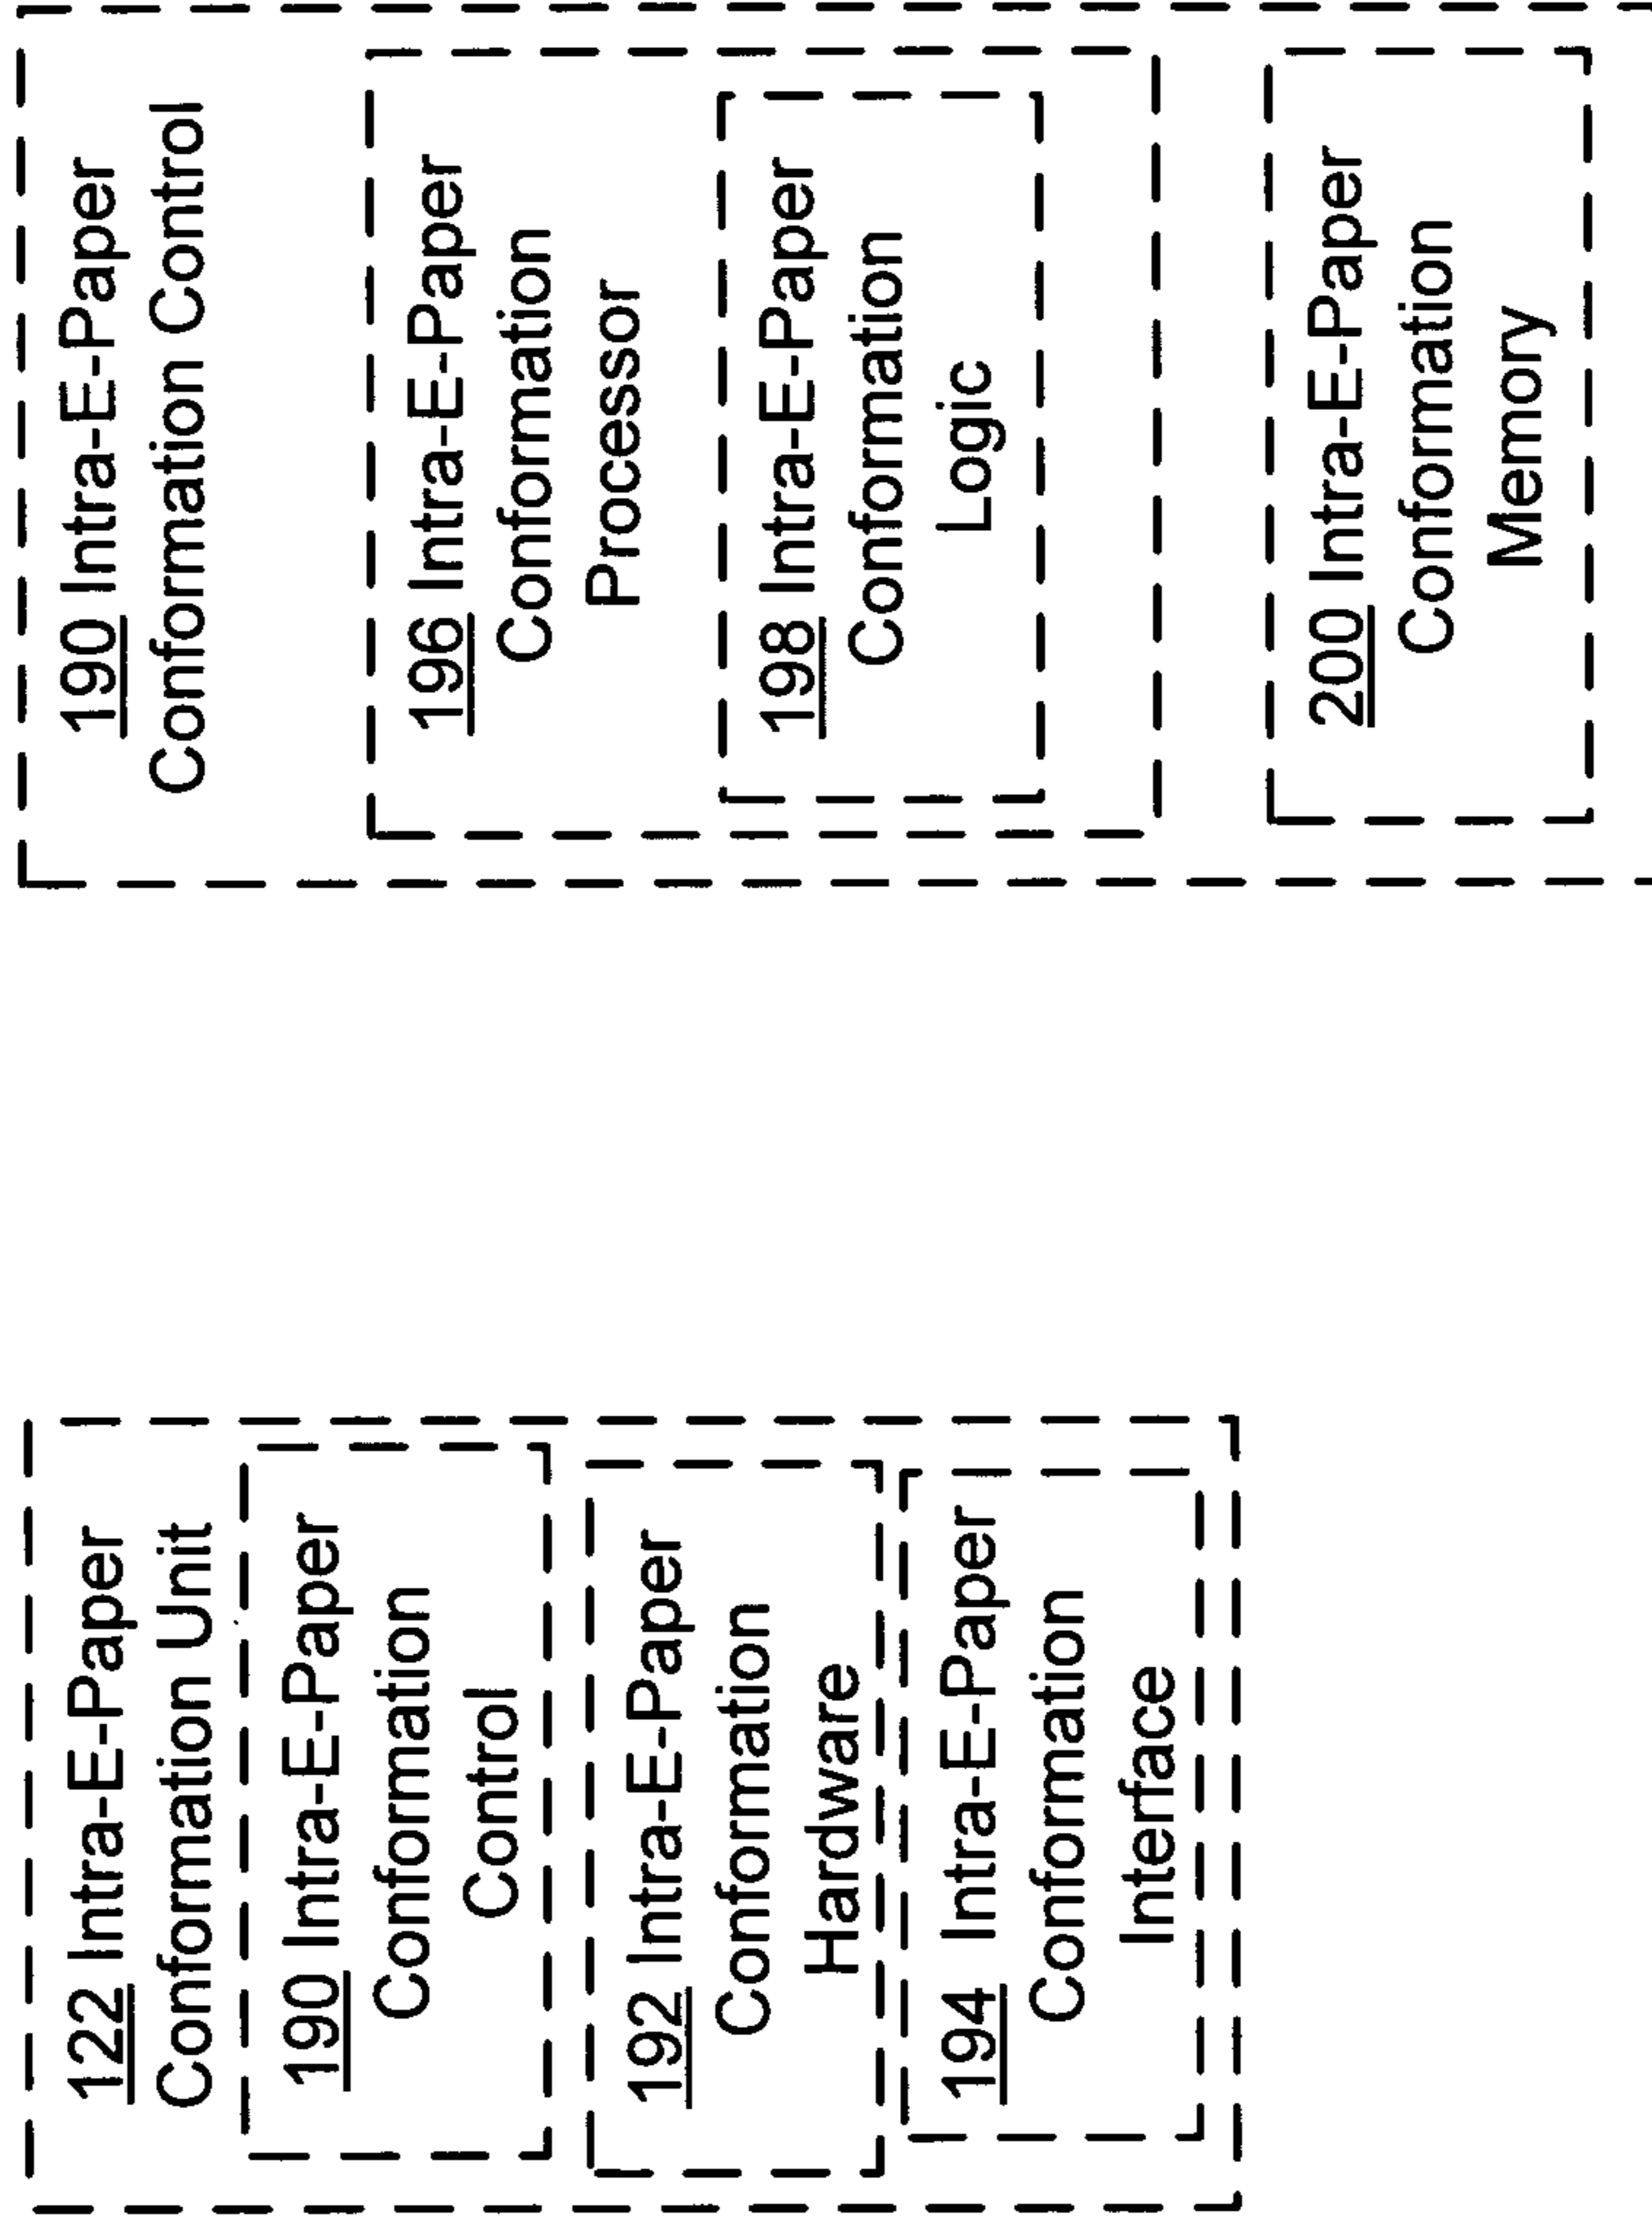 122 Intra-E-Paper
Conformation Unit
190 Intra-E-Paper
Conformation
Control
192 Intra-E-Paper
Conformation
Hardware
194 Intra-E-Paper
Conformation
Interface
190 Intra-E-Paper
Conformation Control
196 Intra-E-Paper
Conformation
Processor
198 Intra-E-Paper
Conformation
Logic
200 Intra-E-Paper
Conformation
Memory